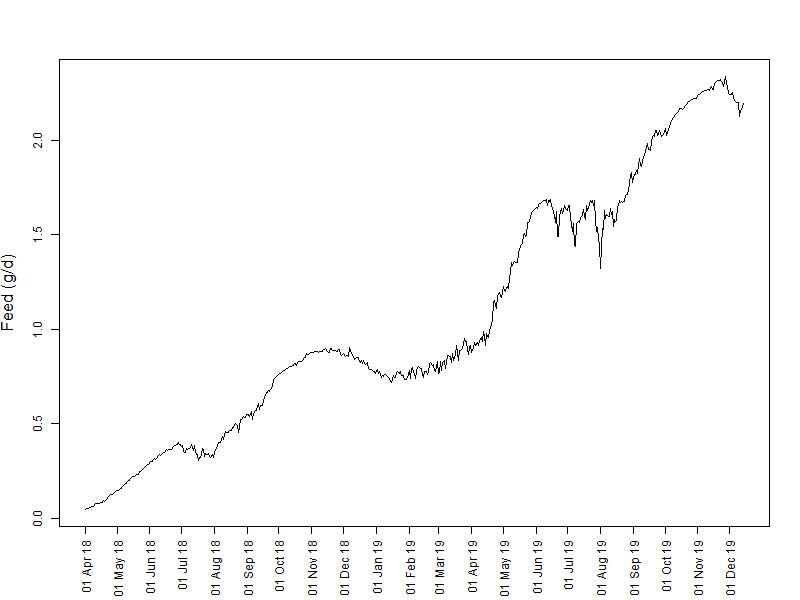 Feed (g/d)
2.0
1.5
1.0
0.5
0.0
01 Apr 18
01 May 18
01 Jun 18
01 Jul 18
01 Aug 18
01 Sep 18
01 Oct 18
01 Nov 18
01 Dec 18
01 Jan 19
01 Feb 19
01 Mar 19
01 Apr 19
01 May 19
01 Jun 19
01 Jul 19
01 Aug 19
01 Sep 19
01 Oct 19
01 Nov 19
01 Dec 19